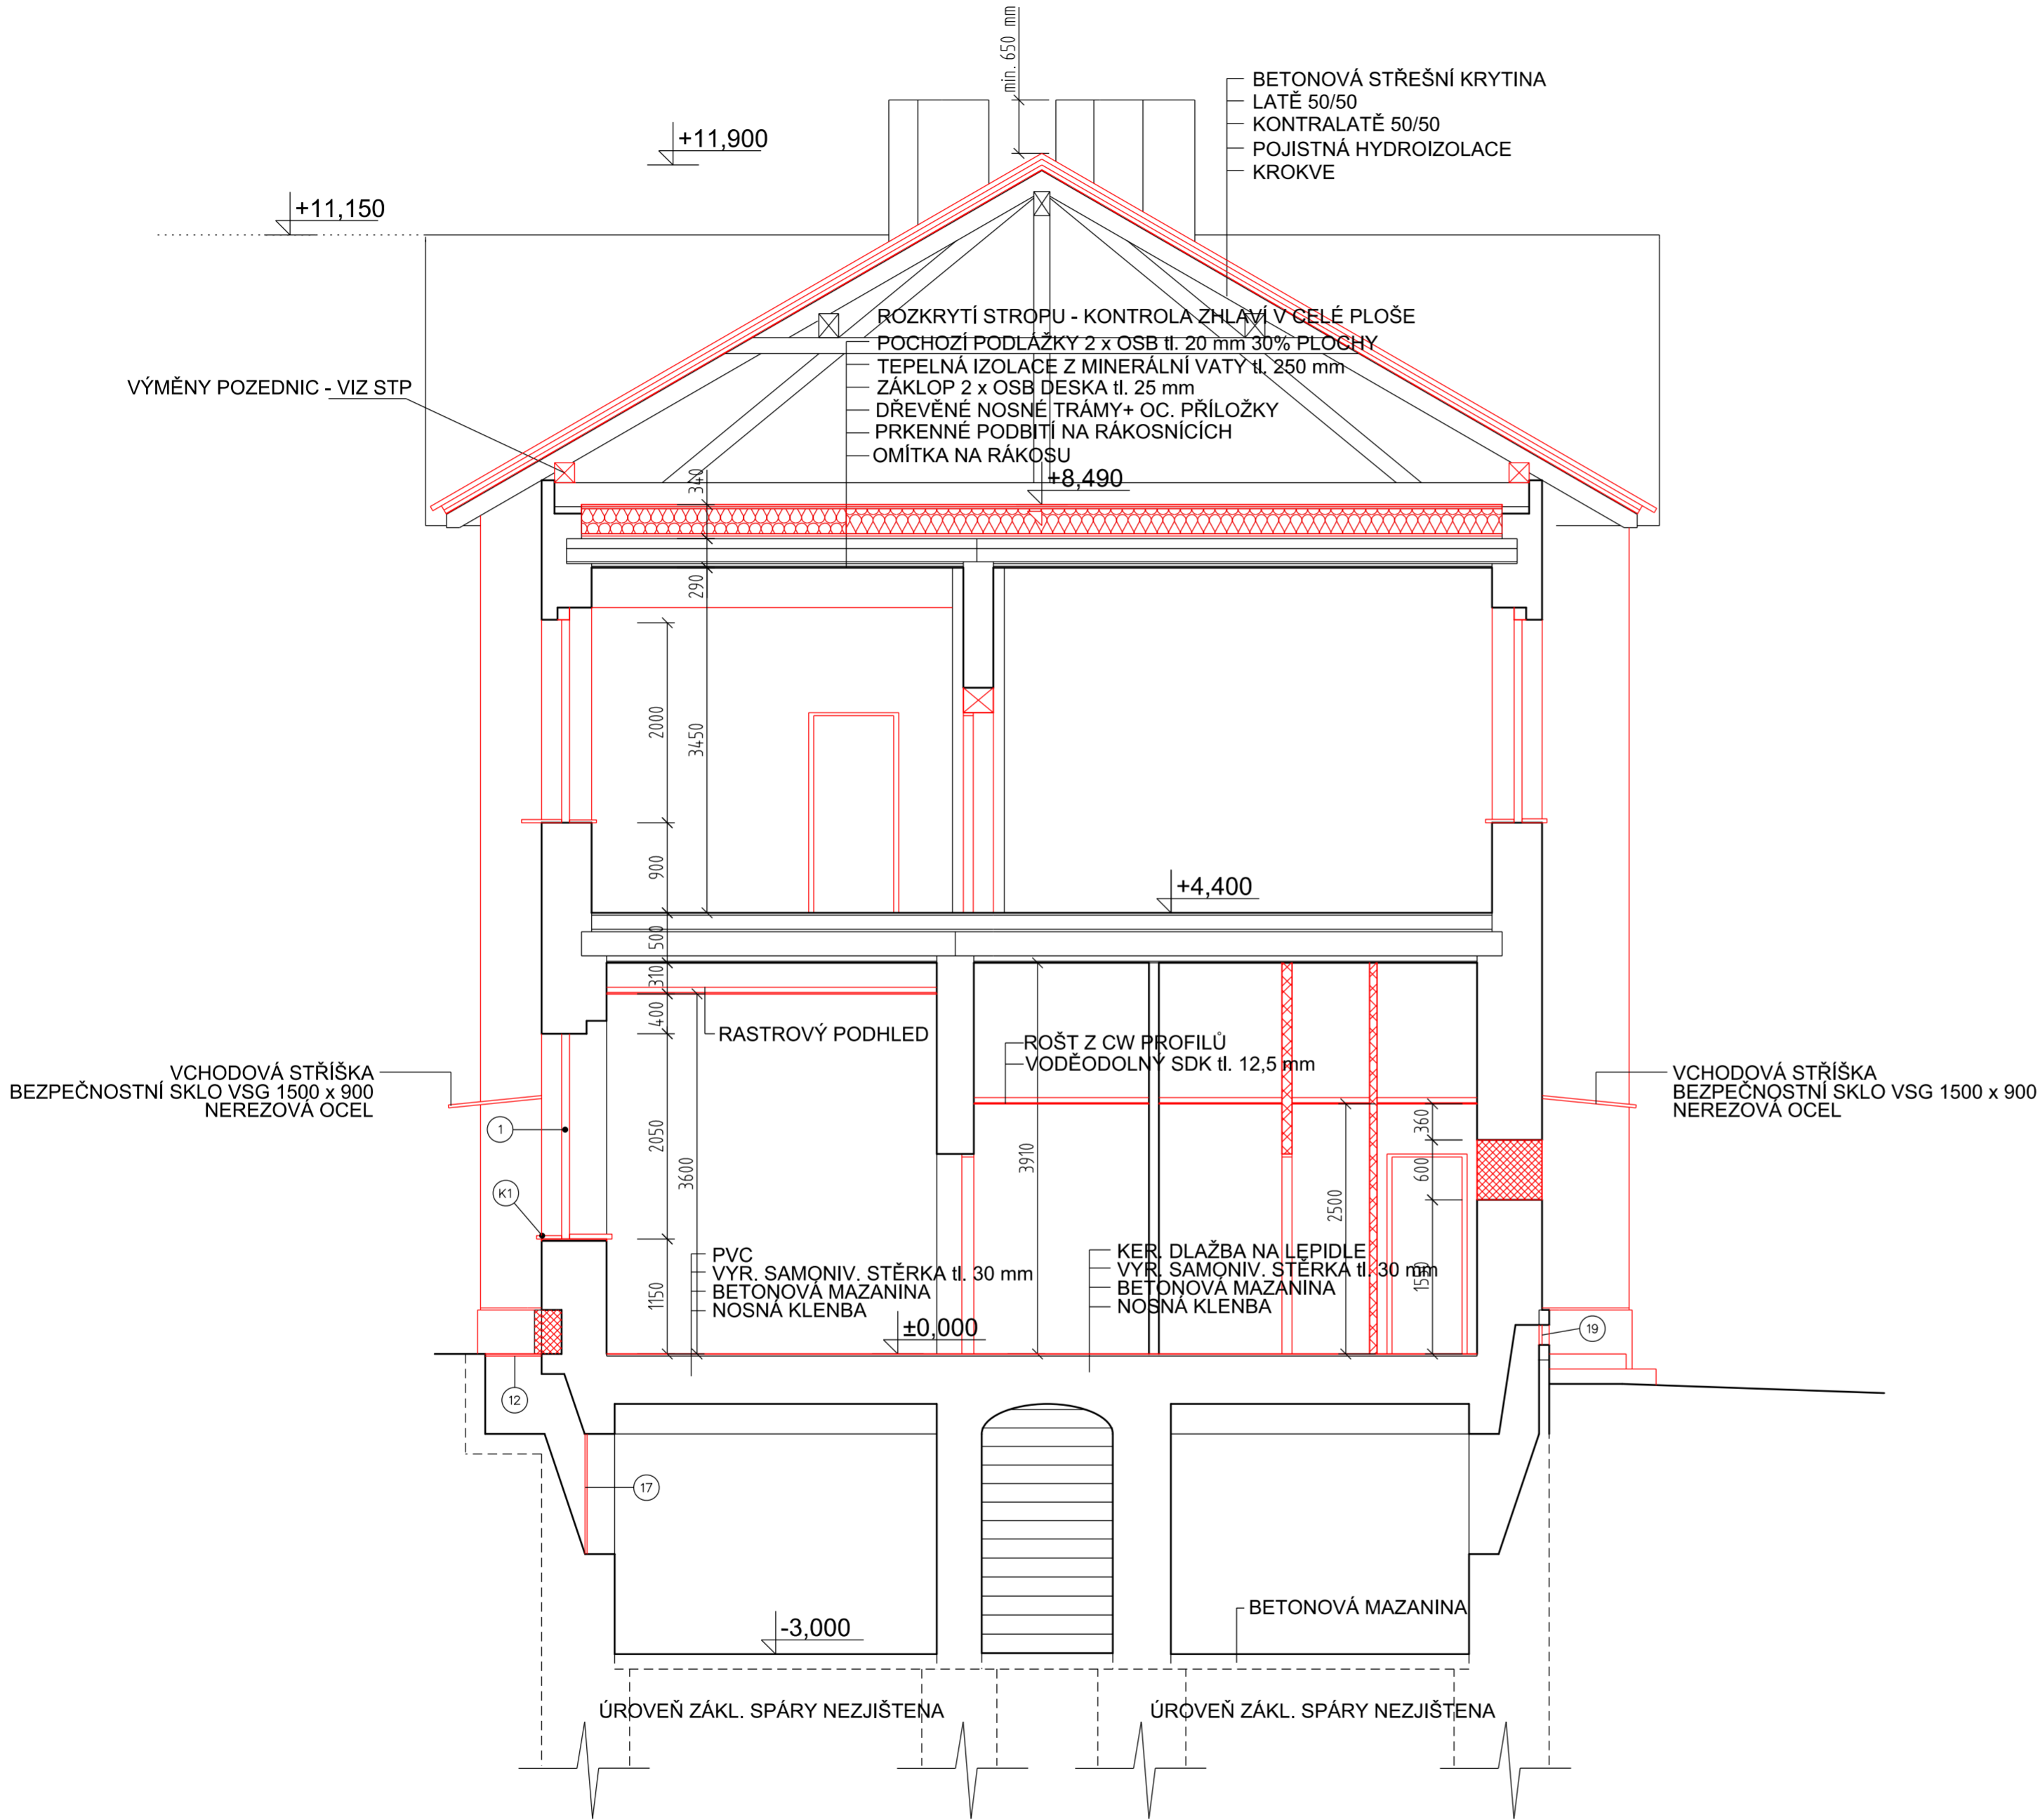 min. 650 mm
BETONOVÁ STŘEŠNÍ KRYTINA
LATĚ 50/50
KONTRALATĚ 50/50
POJISTNÁ HYDROIZOLACE
KROKVE
+11,900
+11,150
ROZKRYTÍ STROPU - KONTROLA ZHLAVÍ V CELÉ PLOŠE
POCHOZÍ PODLÁŽKY 2 x OSB tl. 20 mm 30% PLOCHY
TEPELNÁ IZOLACE Z MINERÁLNÍ VATY tl. 250 mm
ZÁKLOP 2 x OSB DESKA tl. 25 mm
DŘEVĚNÉ NOSNÉ TRÁMY+ OC. PŘÍLOŽKY
PRKENNÉ PODBITÍ NA RÁKOSNÍCÍCH
OMÍTKA NA RÁKOSU
VÝMĚNY POZEDNIC - VIZ STP
+8,490
340
290
2000
3450
900
+4,400
500
310
400
RASTROVÝ PODHLED
ROŠT Z CW PROFILŮ
VODĚODOLNÝ SDK tl. 12,5 mm
VCHODOVÁ STŘÍŠKA
BEZPEČNOSTNÍ SKLO VSG 1500 x 900
NEREZOVÁ OCEL
VCHODOVÁ STŘÍŠKA
BEZPEČNOSTNÍ SKLO VSG 1500 x 900
NEREZOVÁ OCEL
1
2050
3600
3910
360
600
2500
K1
PVC
VYR. SAMONIV. STĚRKA tl. 30 mm
BETONOVÁ MAZANINA
NOSNÁ KLENBA
KER. DLAŽBA NA LEPIDLE
VYR. SAMONIV. STĚRKA tl. 30 mm
BETONOVÁ MAZANINA
NOSNÁ KLENBA
1150
±0,000
19
12
17
BETONOVÁ MAZANINA
-3,000
ÚROVEŇ ZÁKL. SPÁRY NEZJIŠTENA
ÚROVEŇ ZÁKL. SPÁRY NEZJIŠTENA